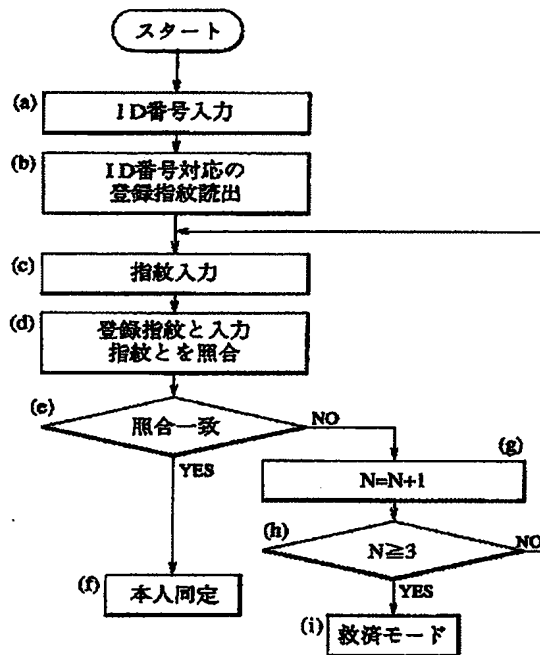 スタート
(a)
ID番号入力
(b)
ID番号対応の
登録指紋読出
(c)
指紋入力
(d)
登録指紋と入力
指紋とを照合
(e)
照合一致
NO
YES
(g)
N=N+1
(h)
N≧3
NO
YES
(f)
本人同定
(i)
救済モード